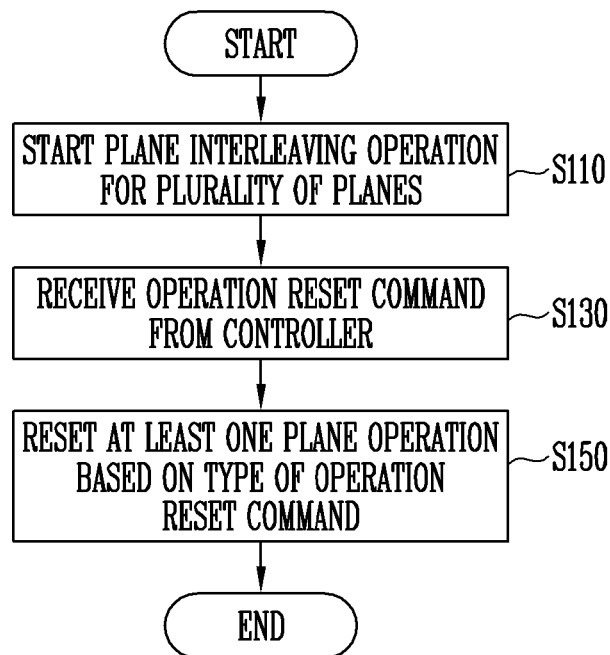 START
START PLANE INTERLEAVING OPERATION
FOR PLURALITY OF PLANES
S110
RECEIVE OPERATION RESET COMMAND
FROM CONTROLLER
S130
RESET AT LEAST ONE PLANE OPERATION
BASED ON TYPE OF OPERATION
RESET COMMAND
S150
END